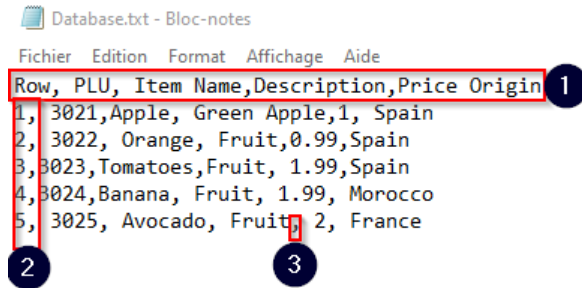 Database.txt - Bloc-notes
Fichier Edition Format Affichage Aide
Row, PLU, Item Name,Description,Price Origin 1
1, 3021,Apple, Green Apple,1, Spain
2, 3022, Orange, Fruit,0.99,Spain
3,3023,Tomatoes,Fruit, 1.99,Spain
4,3024,Banana, Fruit, 1.99, Morocco
5, 3025, Avocado, Fruit, 2, France
2 3